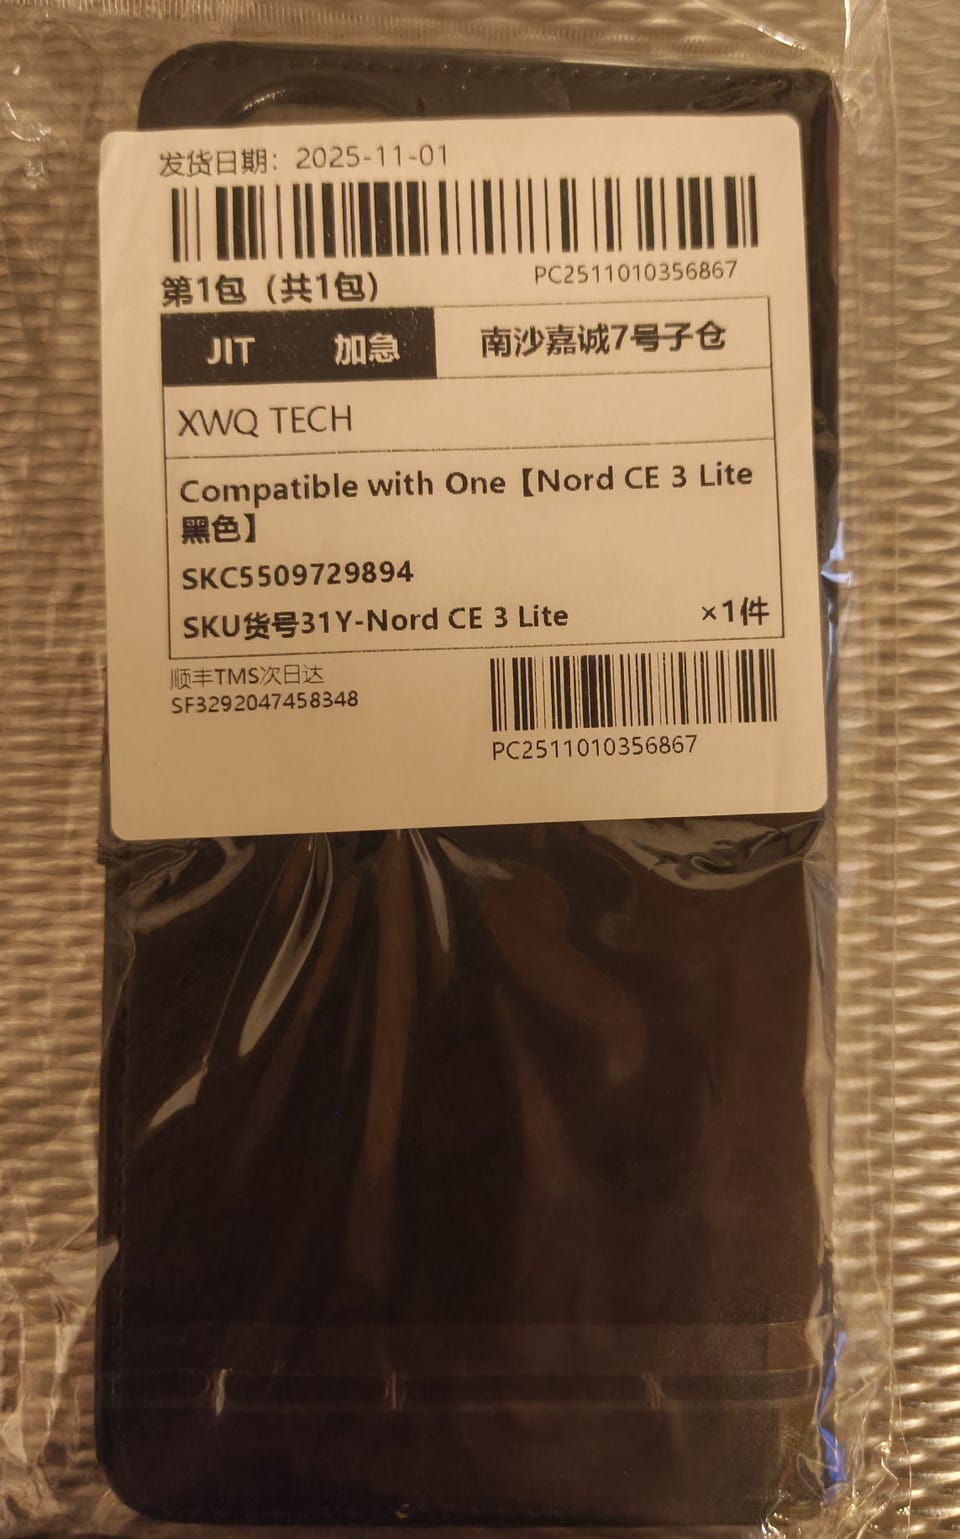 发货日期：2025-11-01
PC2511010356867
第1包（共1包）
JIT 加急 南沙嘉诚7号子仓
XWQ TECH
Compatible with One【Nord CE 3 Lite
黑色】
SKC5509729894
SKU货号31Y-Nord CE 3 Lite ×1件
顺丰TMS次日达
SF3292047458348
PC2511010356867